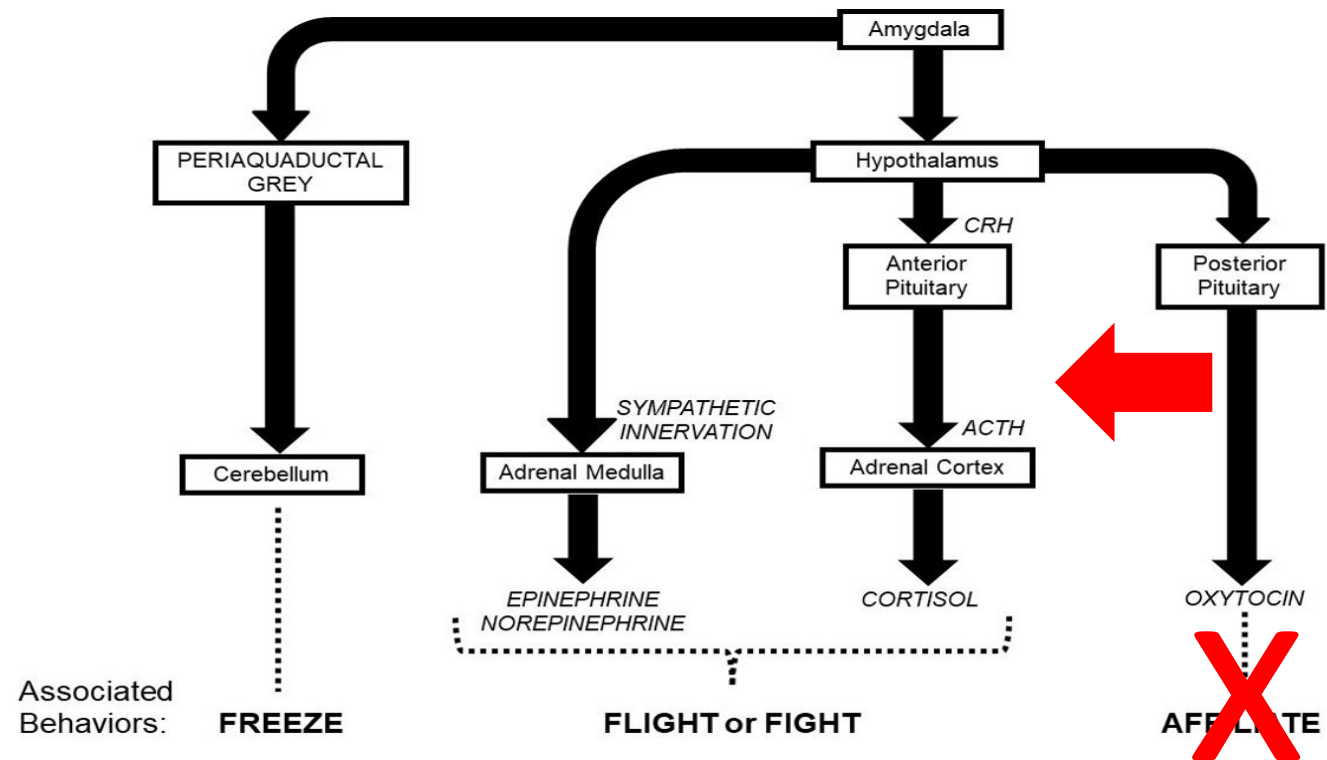 Amygdala
PERIAQUADUCTAL
GREY
Hypothalamus
CRH
Anterior
Pituitary
Posterior
Pituitary
SYMPATHETIC
INNERVATION
ACTH
Cerebellum
Adrenal Medulla
Adrenal Cortex
EPINEPHRINE
NOREPINEPHRINE
CORTISOL
OXYTOCIN
Associated
Behaviors:
FREEZE
FLIGHT or FIGHT
AFFILIATE
X